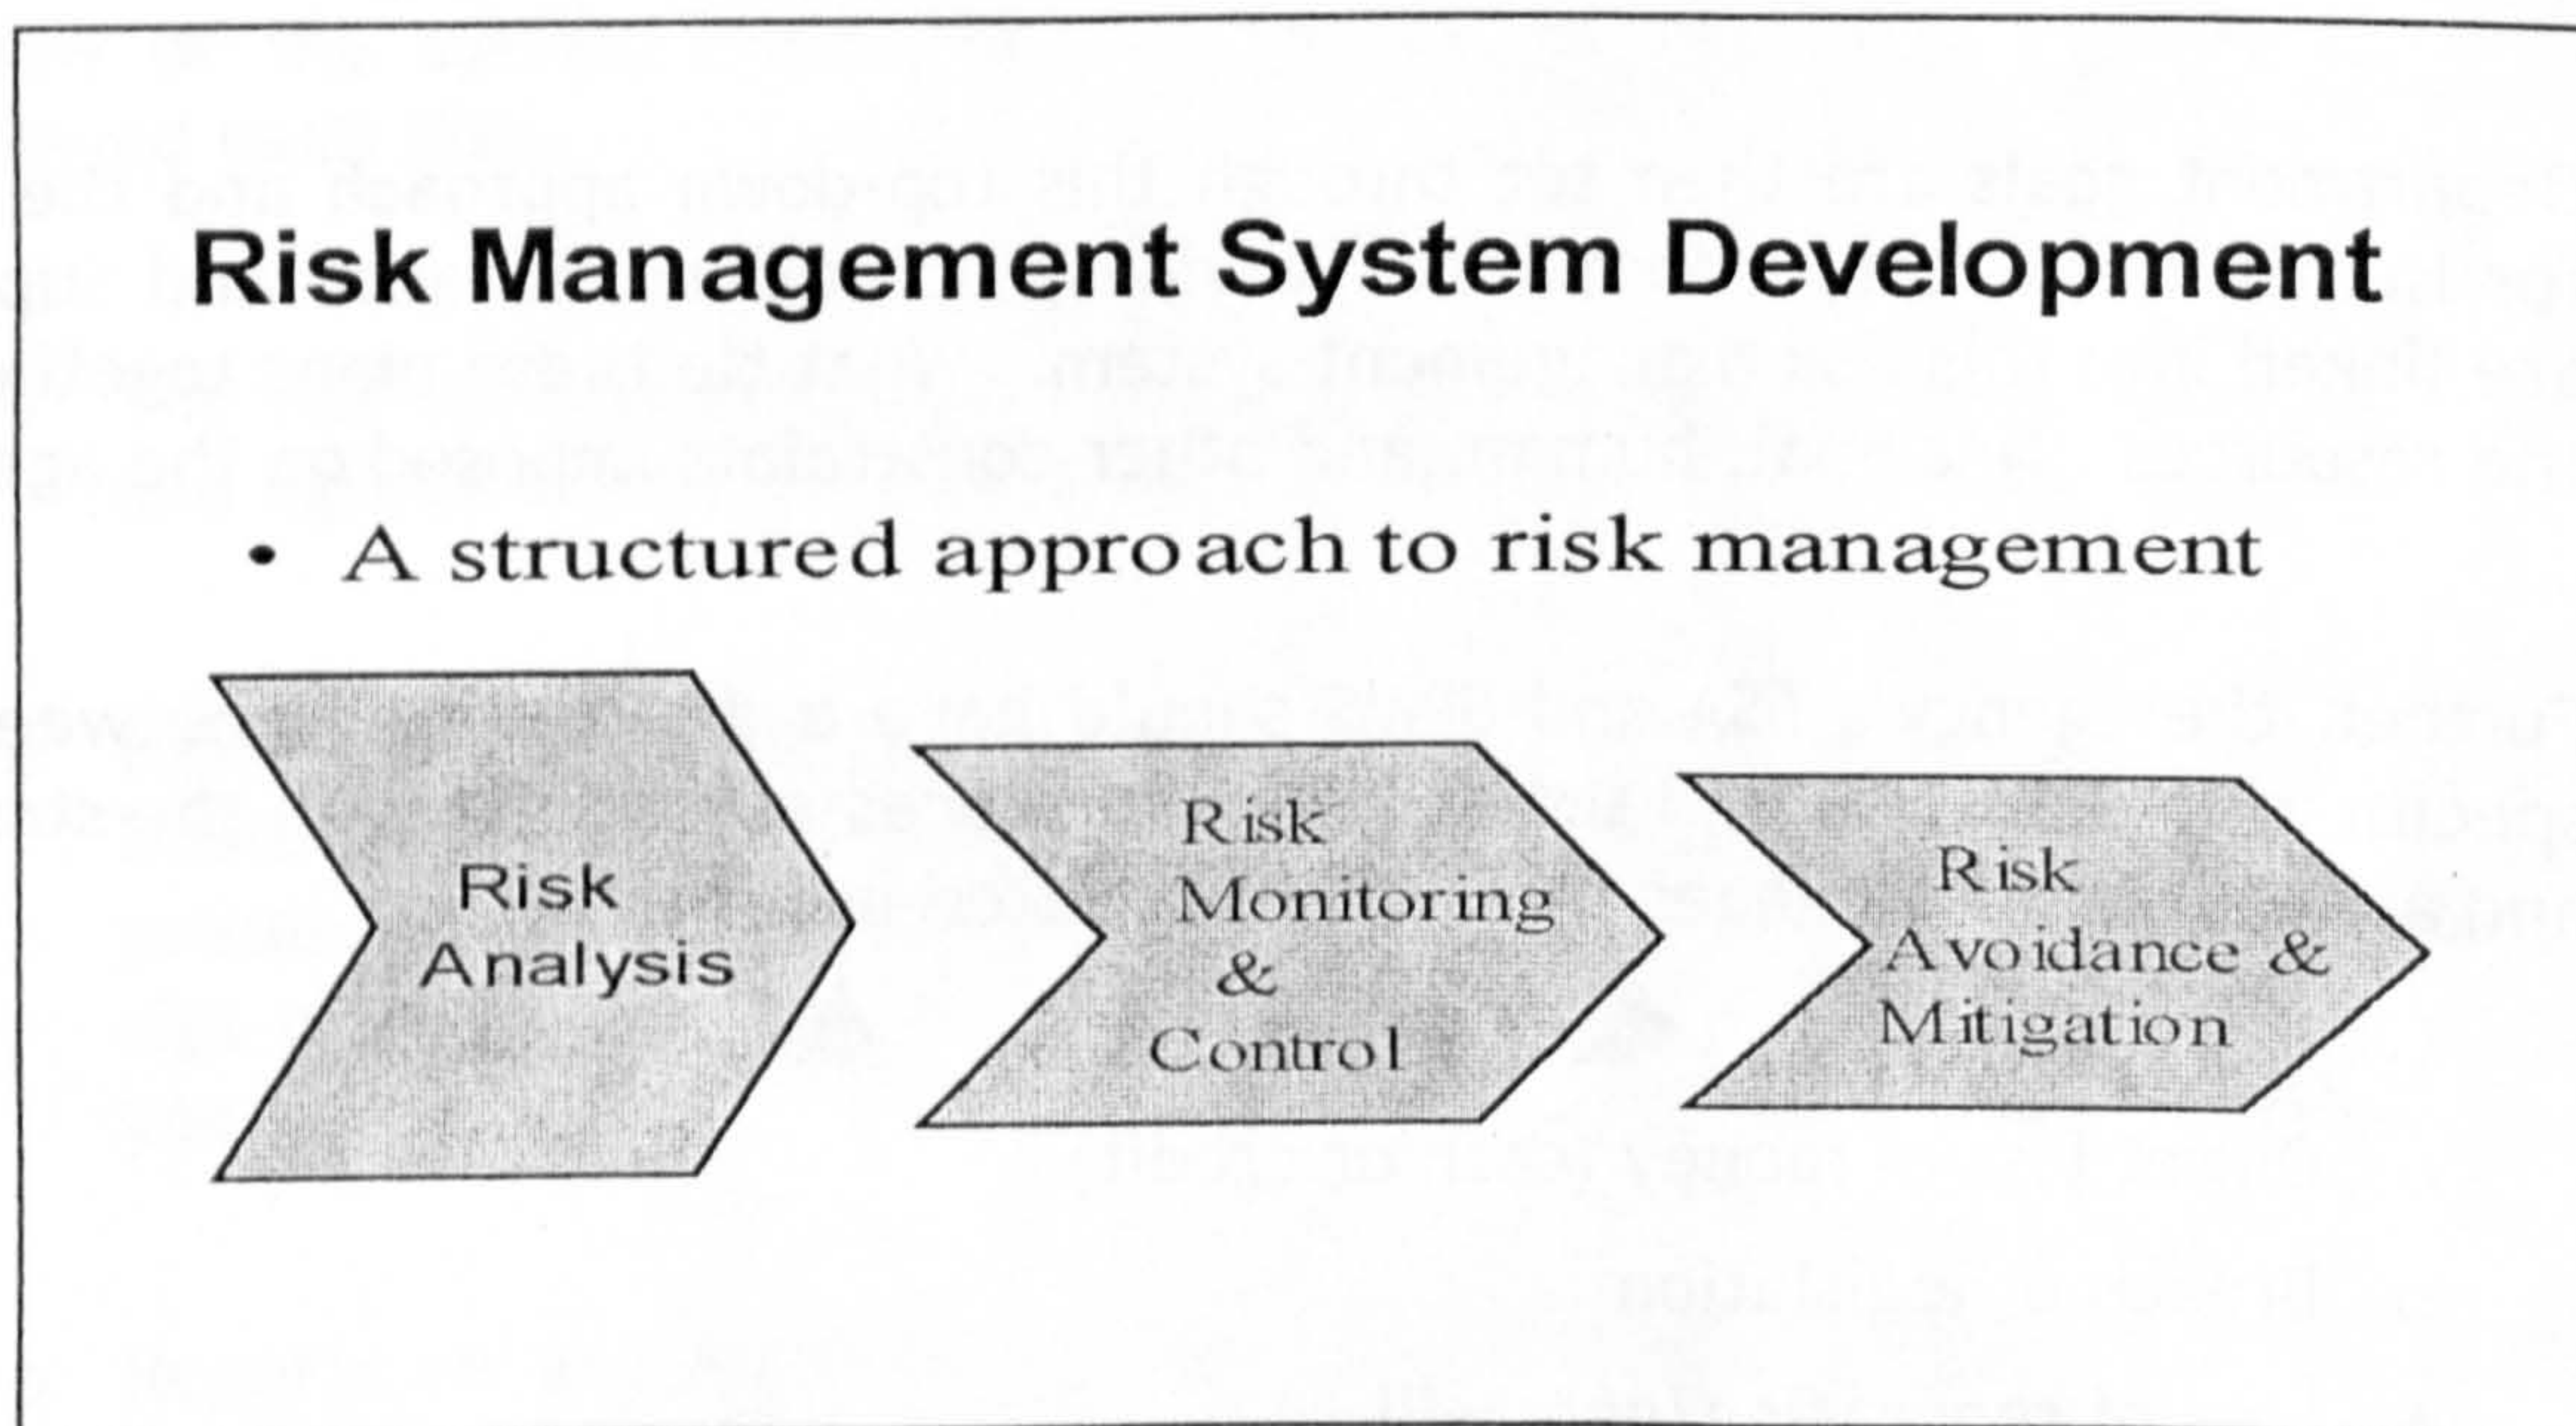 Risk Management System Development
• A structured approach to risk management
Risk
Analysis
Risk
Monitoring
&
Control
Risk
Avoidance &
Mitigation